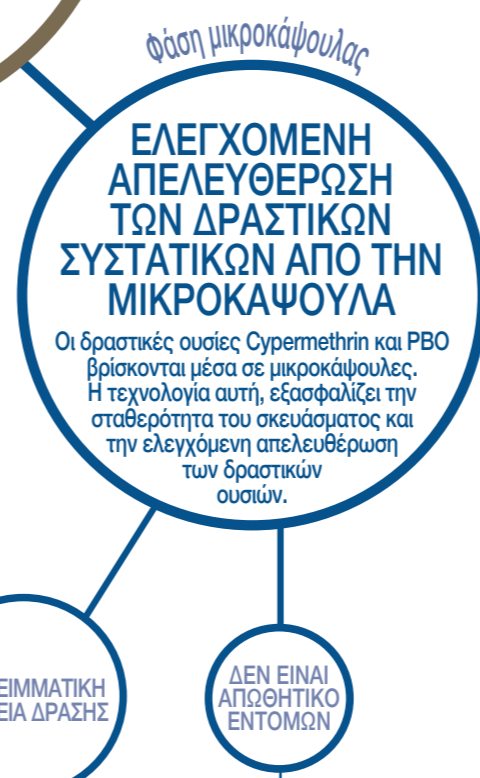 Φάση μικροκάψουλας
ΕΛΕΓΧΟΜΕΝΗ
ΑΠΕΛΕΥΘΕΡΩΣΗ
ΤΩΝ ΔΡΑΣΤΙΚΩΝ
ΣΥΣΤΑΤΙΚΩΝ ΑΠΟ ΤΗΝ
ΜΙΚΡΟΚΑΨΟΥΛΑ
Οι δραστικές ουσίες Cypermethrin και PBO
βρίσκονται μέσα σε μικροκάψουλες.
Η τεχνολογία αυτή, εξασφαλίζει την
σταθερότητα του σκευάσματος και
την ελεγχόμενη απελευθέρωση
των δραστικών
ουσιών.
ΔΡΑΣΗΣ
ΔΕΝ ΕΙΝΑΙ
ΑΠΩΘΗΤΙΚΟ
ΕΝΤΟΜΩΝ